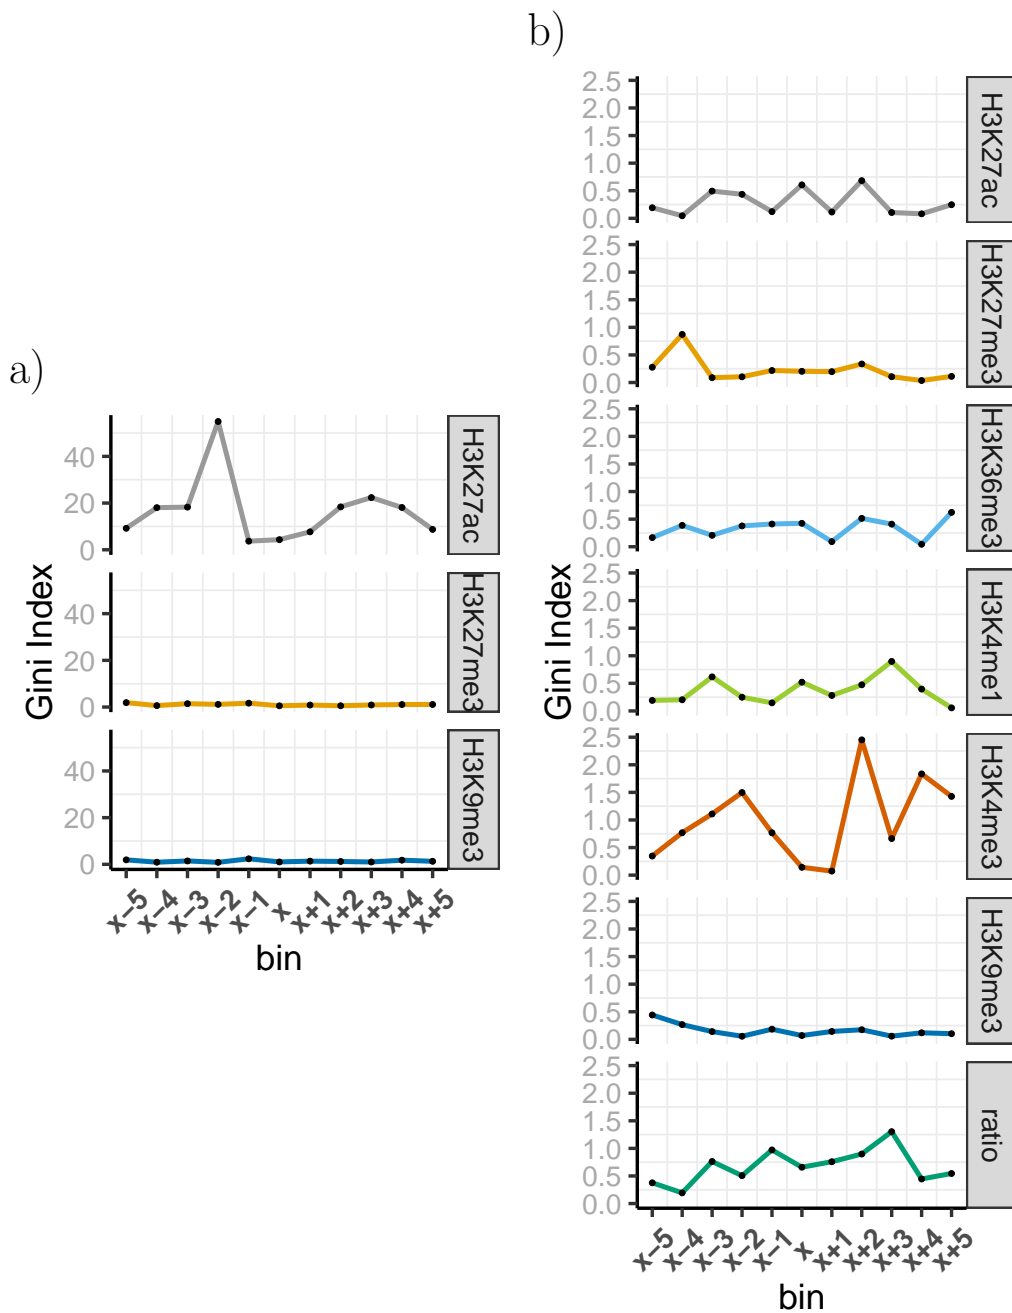 a)
Gini Index
40
20
0
H3K27ac
40
20
0
H3K27me3
40
20
0
H3K9me3
x−5
x−4
x−3
x−2
x−1
x
x+1
x+2
x+3
x+4
x+5
bin
b)
Gini Index
2.5
2.0
1.5
1.0
0.5
0.0
H3K27ac
2.5
2.0
1.5
1.0
0.5
0.0
H3K27me3
2.5
2.0
1.5
1.0
0.5
0.0
H3K36me3
2.5
2.0
1.5
1.0
0.5
0.0
H3K4me1
2.5
2.0
1.5
1.0
0.5
0.0
H3K4me3
2.5
2.0
1.5
1.0
0.5
0.0
H3K9me3
2.5
2.0
1.5
1.0
0.5
0.0
ratio
x−5
x−4
x−3
x−2
x−1
x
x+1
x+2
x+3
x+4
x+5
bin